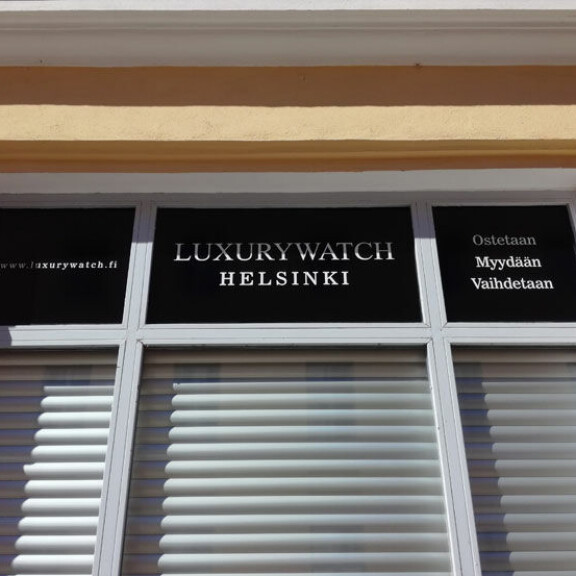 www.luxurywatch.fi
LUXURYWATCH
HELSINKI
Ostetaan
Myydään
Vaihdetaan